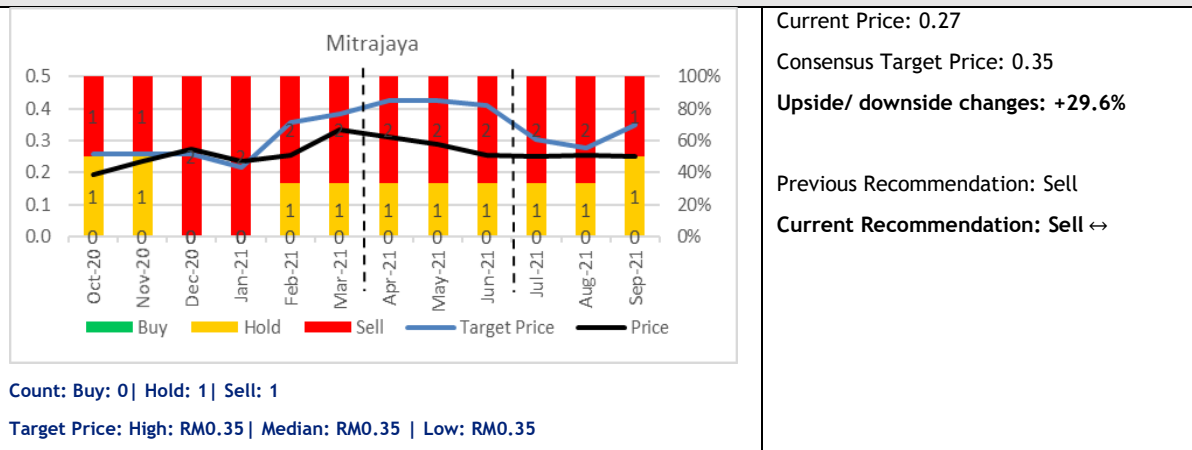 Mitrajaya
0.5
0.4
0.3
0.2
0.1
0.0
100%
80%
60%
40%
20%
0%
1 1 2 2 2 2 2 2 2 2 2 1
1 1 1 1 1 1 1 1 1 1
0 0 0 0 0 0 0 0 0 0 0 0
Oct-20
Nov-20
Dec-20
Jan-21
Feb-21
Mar-21
Apr-21
May-21
Jun-21
Jul-21
Aug-21
Sep-21
Buy Hold Sell Target Price Price
Count: Buy: 0| Hold: 1| Sell: 1
Target Price: High: RM0.35| Median: RM0.35 | Low: RM0.35
Current Price: 0.27
Consensus Target Price: 0.35
Upside/ downside changes: +29.6%
Previous Recommendation: Sell
Current Recommendation: Sell ↔